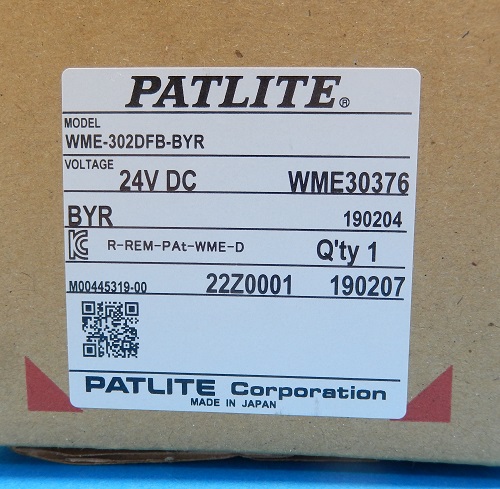 PATLITE®
MODEL
WME-302DFB-BYR
VOLTAGE
24V DC WME30376
BYR 190204
R-REM-PAt-WME-D Q'ty 1
M00445319-00 22Z0001 190207
PATLITE Corporation
MADE IN JAPAN